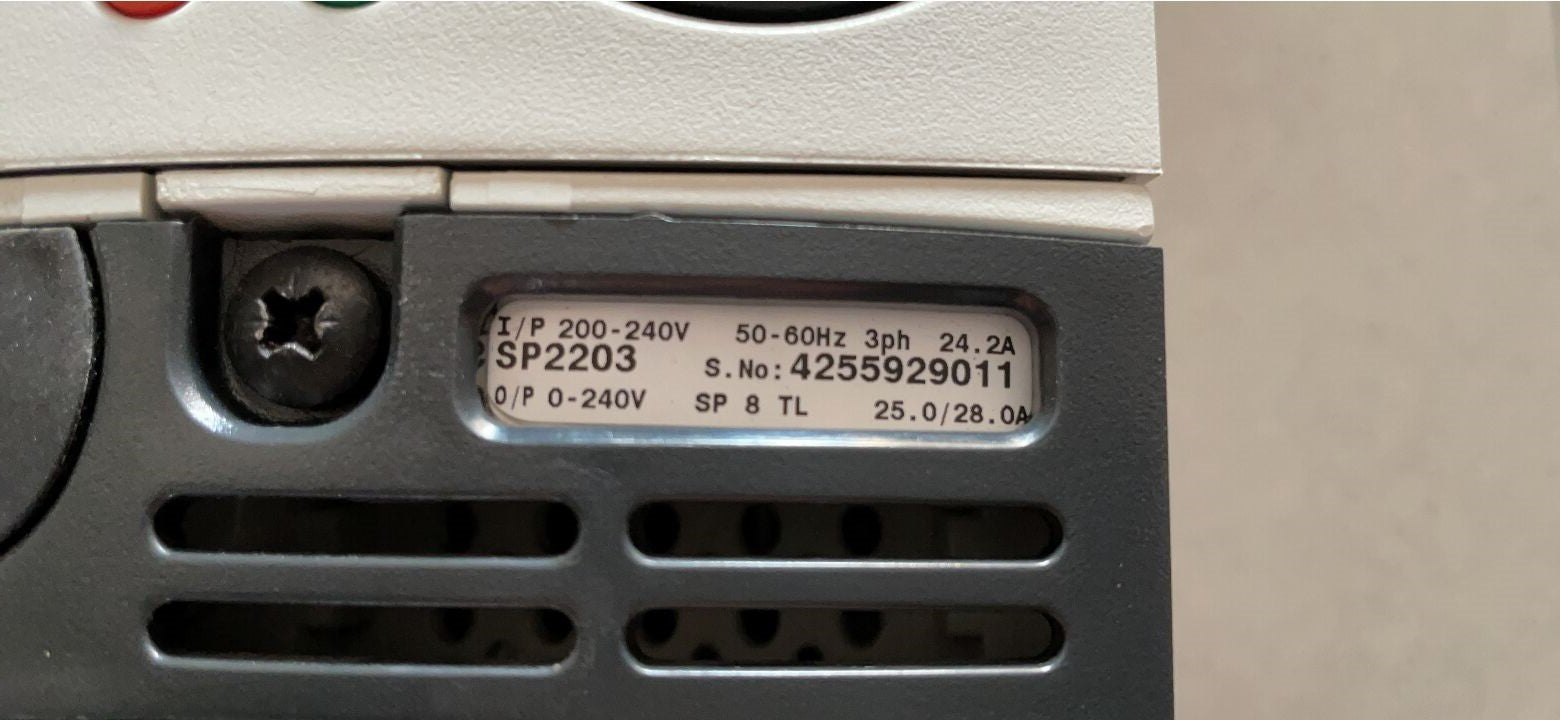 I/P 200-240V 50-60Hz 3ph 24.2A
SP2203 S.No: 4255929011
O/P 0-240V SP 8 TL 25.0/28.0A